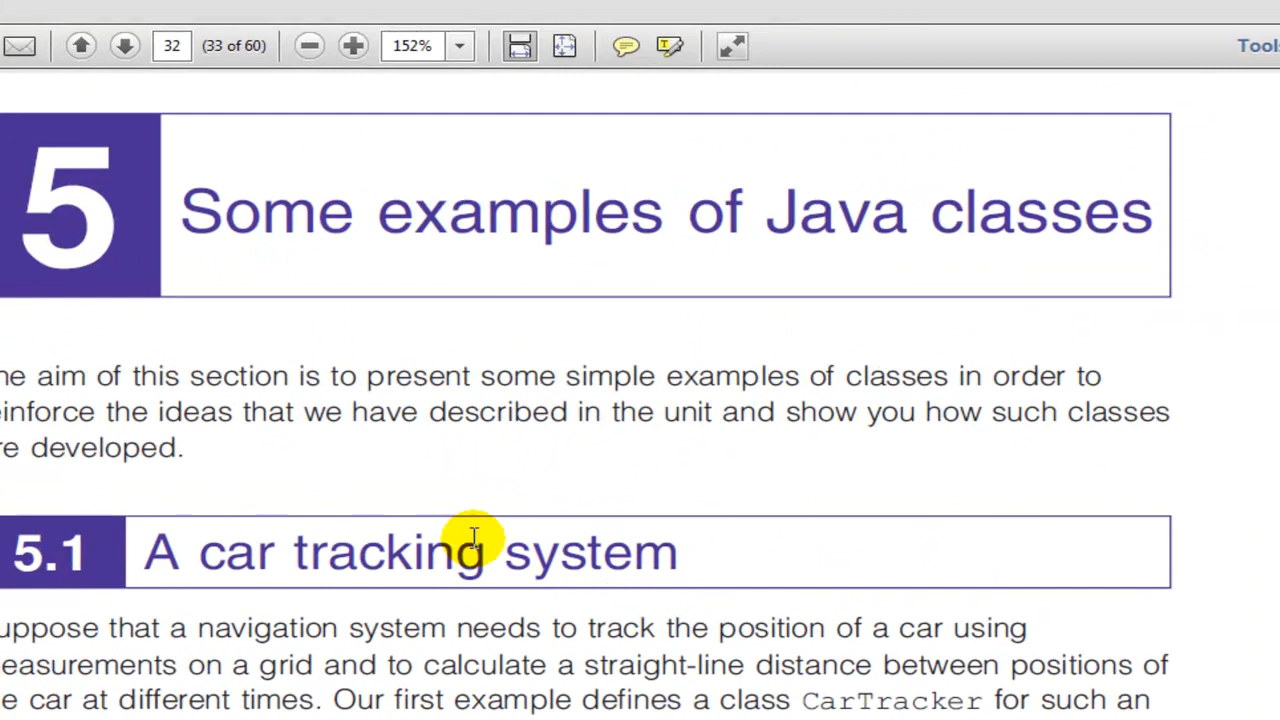 32 (33 of 60) 152% Tools
5 Some examples of Java classes
he aim of this section is to present some simple examples of classes in order to
einforce the ideas that we have described in the unit and show you how such classes
re developed.
5.1 A car tracking system
uppose that a navigation system needs to track the position of a car using
easurements on a grid and to calculate a straight-line distance between positions of
e car at different times. Our first example defines a class CarTracker for such an